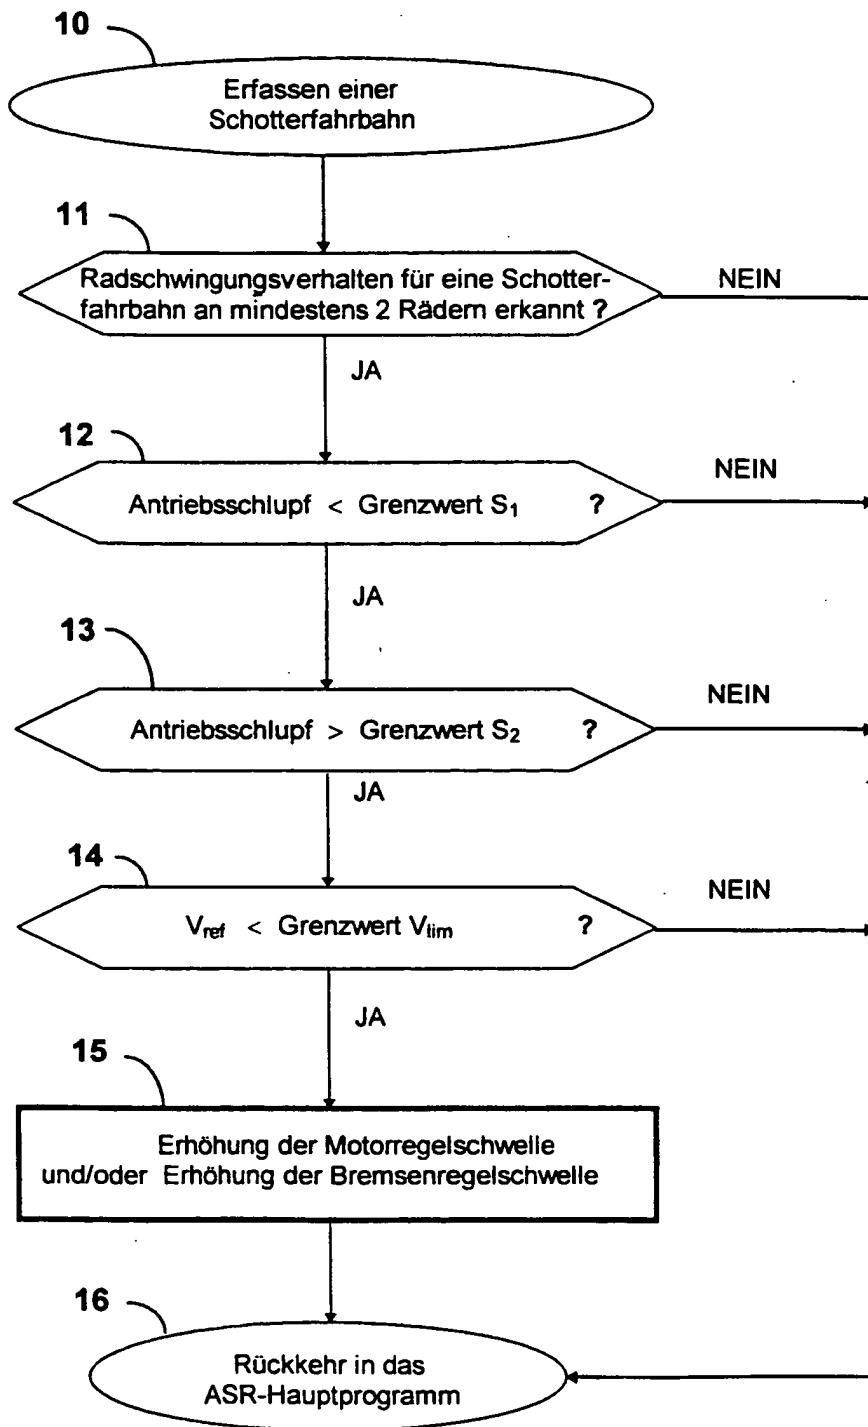 10
Erfassen einer
Schotterfahrbahn
11
Radschwingungsverhalten für eine Schotter-
fahrbahn an mindestens 2 Rädern erkannt ?
NEIN
JA
12
Antriebsschlupf < Grenzwert S₁ ?
NEIN
JA
13
Antriebsschlupf > Grenzwert S₂ ?
NEIN
JA
14
V_ref < Grenzwert V_lim ?
NEIN
JA
15
Erhöhung der Motorregelschwelle
und/oder Erhöhung der Bremsenregelschwelle
16
Rückkehr in das
ASR-Hauptprogramm